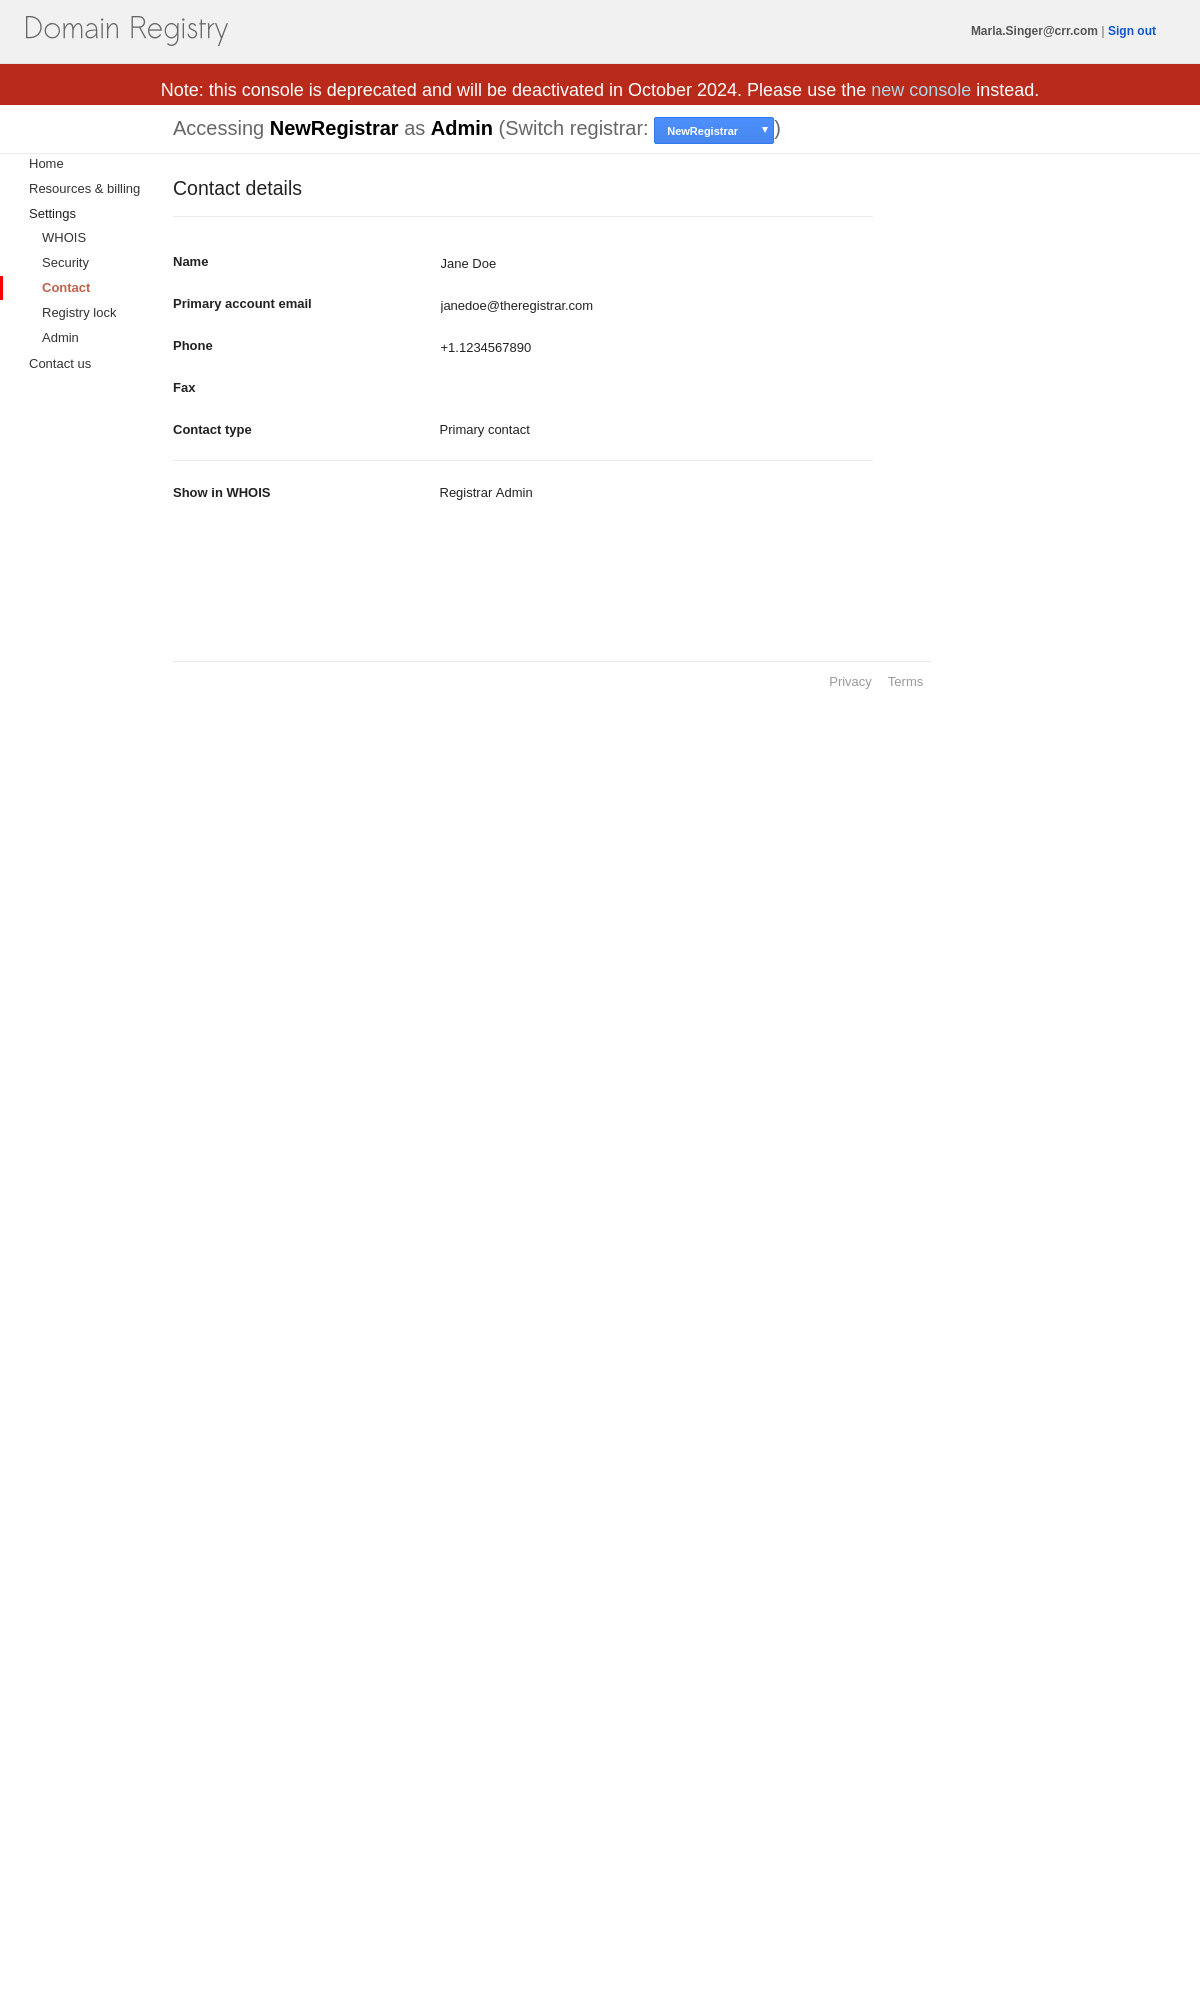 Domain Registry
Marla.Singer@crr.com | Sign out
Note: this console is deprecated and will be deactivated in October 2024. Please use the new console instead.
Accessing NewRegistrar as Admin (Switch registrar: NewRegistrar ▼)
Home
Resources & billing
Settings
WHOIS
Security
Contact
Registry lock
Admin
Contact us
Contact details
Name Jane Doe
Primary account email janedoe@theregistrar.com
Phone +1.1234567890
Fax
Contact type Primary contact
Show in WHOIS Registrar Admin
Privacy Terms